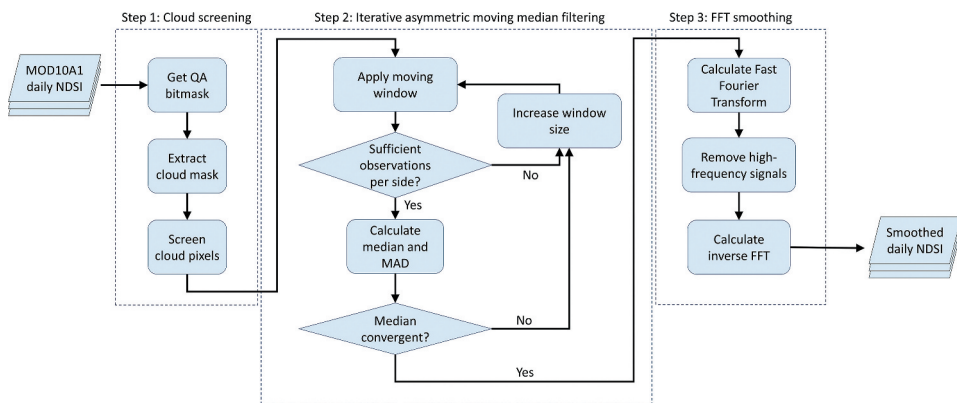 Step 1: Cloud screening
Step 2: Iterative asymmetric moving median filtering
Step 3: FFT smoothing
MOD10A1
daily NDSI
Get QA
bitmask
Extract
cloud mask
Screen
cloud pixels
Apply moving
window
Increase window
size
Sufficient
observations
per side?
No
Yes
Calculate
median and
MAD
Median
convergent?
No
Yes
Calculate Fast
Fourier
Transform
Remove high-
frequency signals
Calculate
inverse FFT
Smoothed
daily NDSI